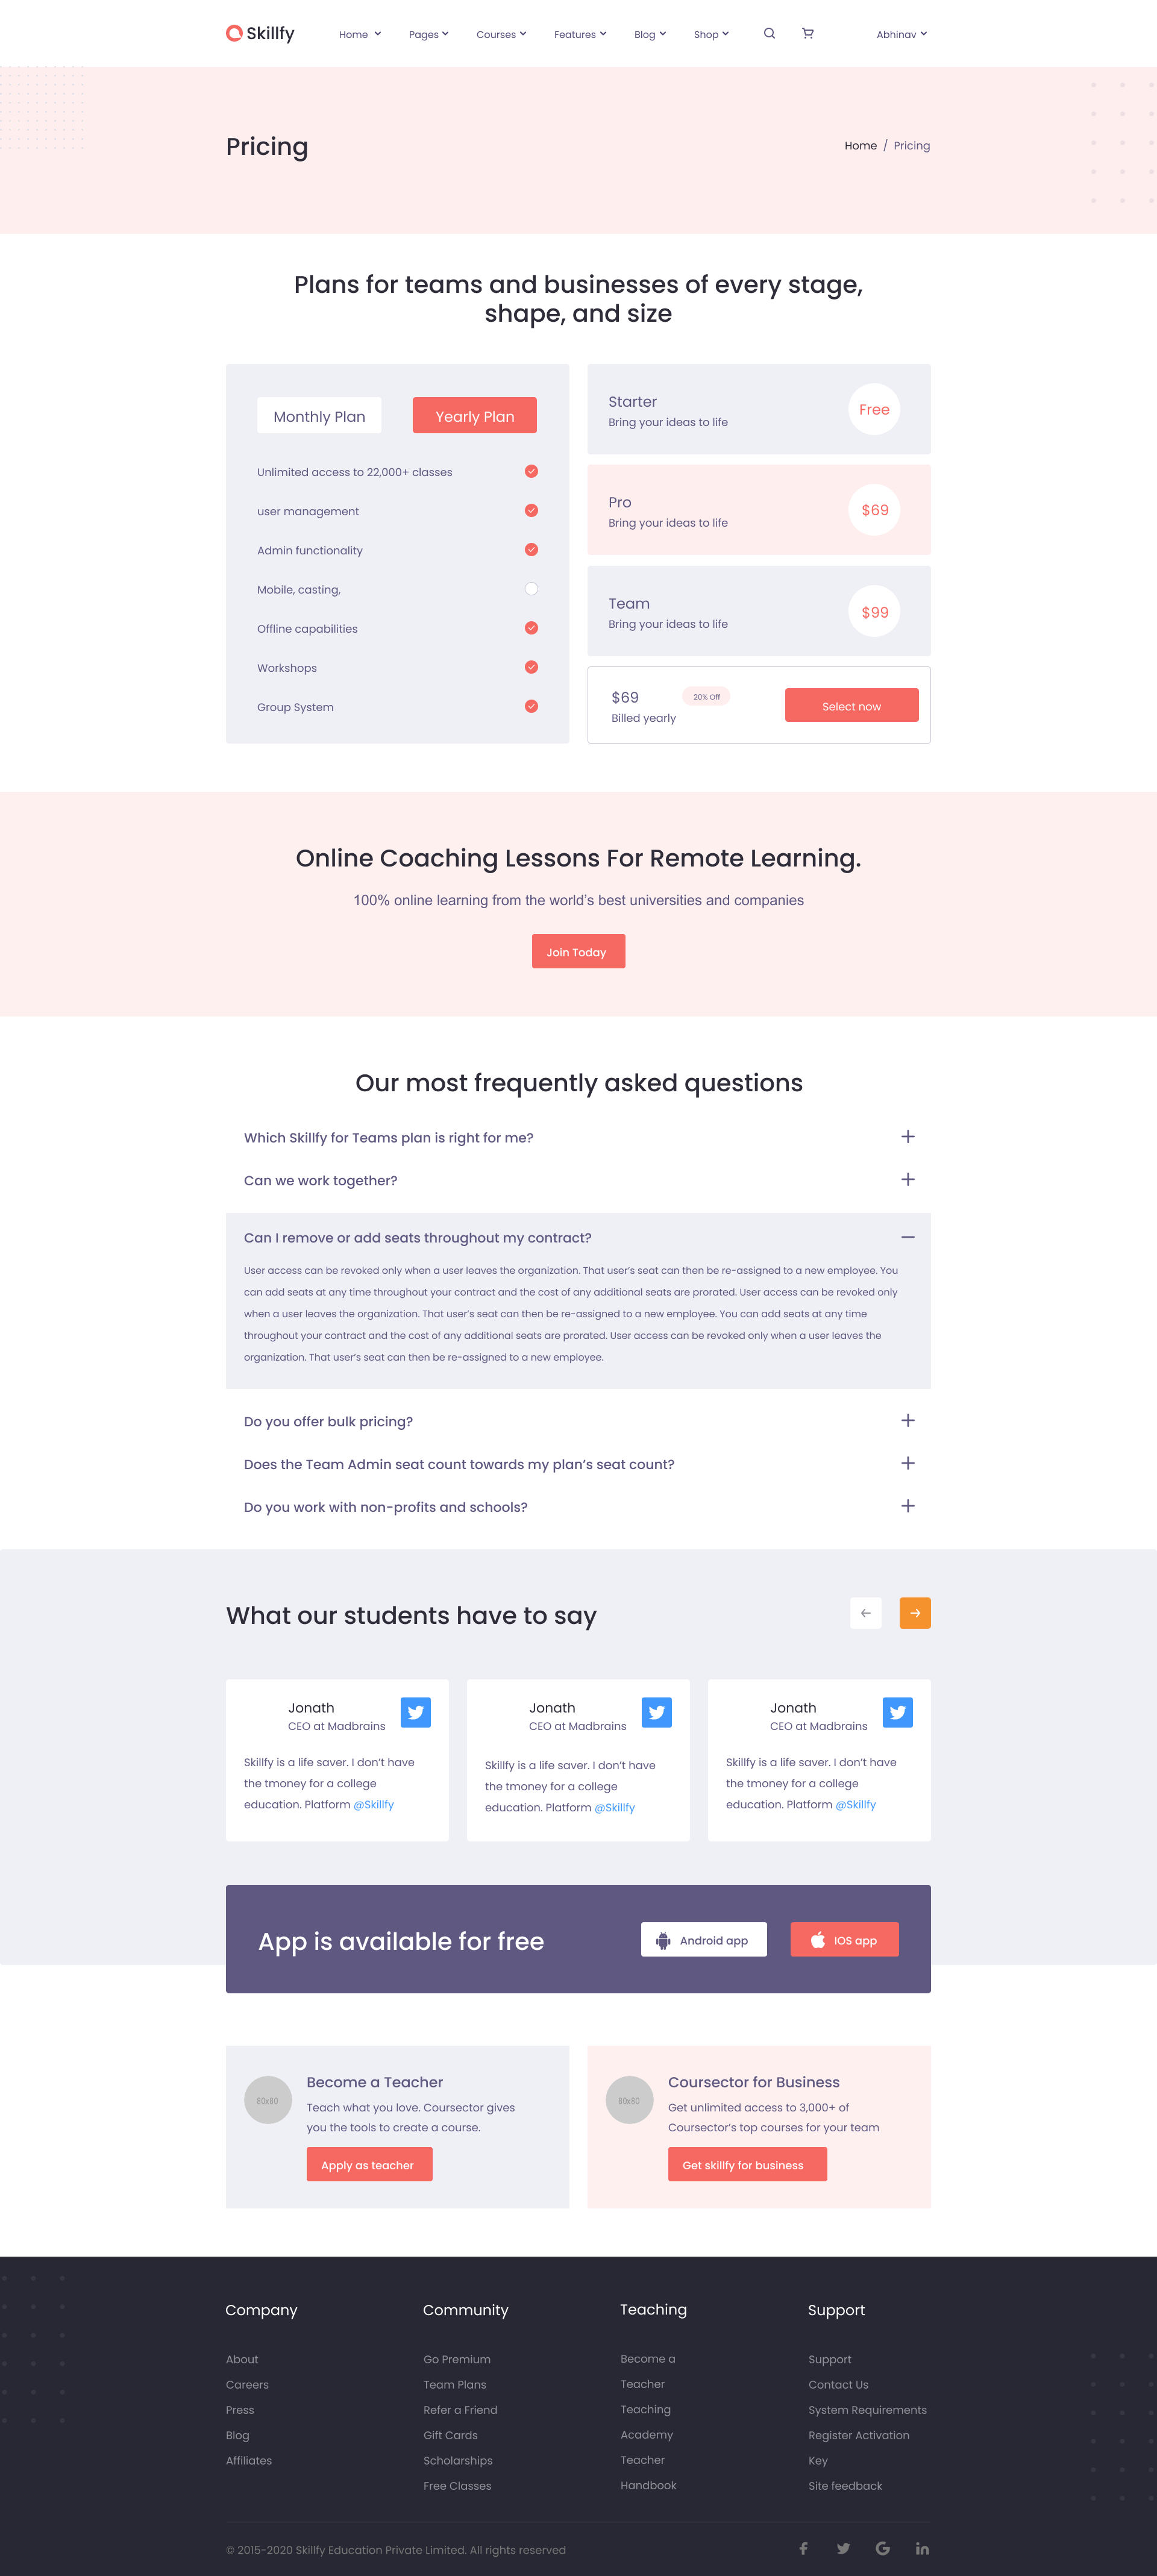 Skillfy
Home
Pages
Courses
Features
Blog
Shop
Abhinav
Pricing
Home / Pricing
Plans for teams and businesses of every stage,
shape, and size
Monthly Plan
Yearly Plan
Unlimited access to 22,000+ classes
user management
Admin functionality
Mobile, casting,
Offline capabilities
Workshops
Group System
Starter
Bring your ideas to life
Free
Pro
Bring your ideas to life
$69
Team
Bring your ideas to life
$99
$69
20% Off
Billed yearly
Select now
Online Coaching Lessons For Remote Learning.
100% online learning from the world's best universities and companies
Join Today
Our most frequently asked questions
Which Skillfy for Teams plan is right for me?
Can we work together?
Can I remove or add seats throughout my contract?
User access can be revoked only when a user leaves the organization. That user's seat can then be re-assigned to a new employee. You
can add seats at any time throughout your contract and the cost of any additional seats are prorated. User access can be revoked only
when a user leaves the organization. That user's seat can then be re-assigned to a new employee. You can add seats at any time
throughout your contract and the cost of any additional seats are prorated. User access can be revoked only when a user leaves the
organization. That user's seat can then be re-assigned to a new employee.
Do you offer bulk pricing?
Does the Team Admin seat count towards my plan's seat count?
Do you work with non-profits and schools?
What our students have to say
Jonath
CEO at Madbrains
Skillfy is a life saver. I don't have
the tmoney for a college
education. Platform @Skillfy
Jonath
CEO at Madbrains
Skillfy is a life saver. I don't have
the tmoney for a college
education. Platform @Skillfy
Jonath
CEO at Madbrains
Skillfy is a life saver. I don't have
the tmoney for a college
education. Platform @Skillfy
App is available for free
Android app
IOS app
80x80
Become a Teacher
Teach what you love. Coursector gives
you the tools to create a course.
Apply as teacher
80x80
Coursector for Business
Get unlimited access to 3,000+ of
Coursector's top courses for your team
Get skillfy for business
Company
About
Careers
Press
Blog
Affiliates
Community
Go Premium
Team Plans
Refer a Friend
Gift Cards
Scholarships
Free Classes
Teaching
Become a
Teacher
Teaching
Academy
Teacher
Handbook
Support
Support
Contact Us
System Requirements
Register Activation
Key
Site feedback
© 2015-2020 Skillfy Education Private Limited. All rights reserved